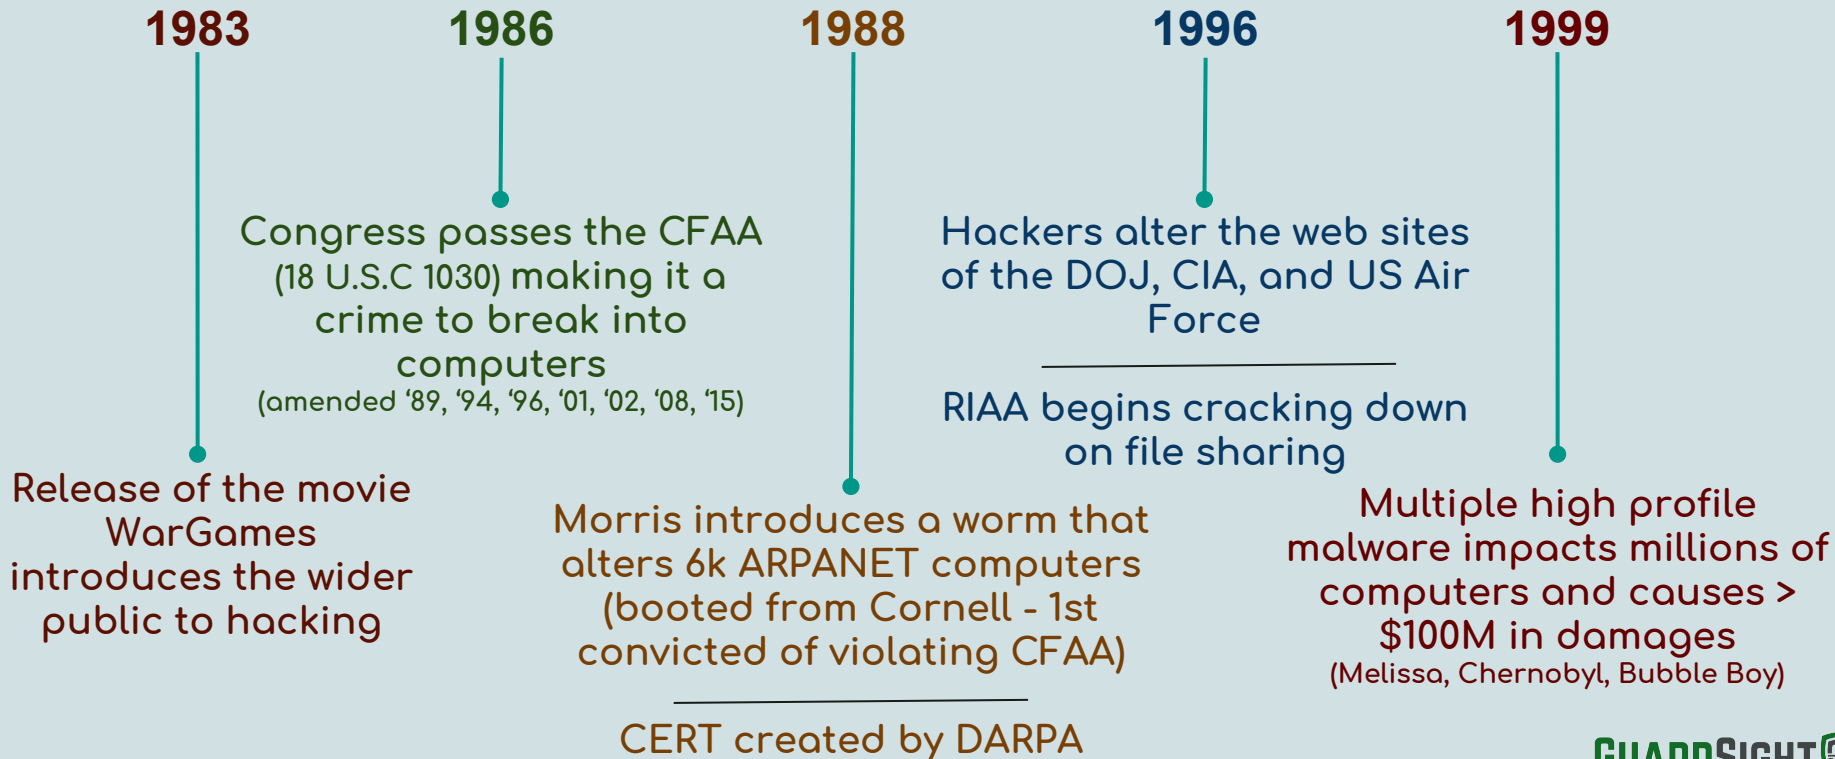 1983
1986
1988
1996
1999
Release of the movie
WarGames
introduces the wider
public to hacking
Congress passes the CFAA
(18 U.S.C 1030) making it a
crime to break into
computers
(amended ‘89, ‘94, ‘96, ‘01, ‘02, ‘08, ‘15)
Morris introduces a worm that
alters 6k ARPANET computers
(booted from Cornell - 1st
convicted of violating CFAA)
CERT created by DARPA
Hackers alter the web sites
of the DOJ, CIA, and US Air
Force
RIAA begins cracking down
on file sharing
Multiple high profile
malware impacts millions of
computers and causes >
$100M in damages
(Melissa, Chernobyl, Bubble Boy)
GUARDSIGHT